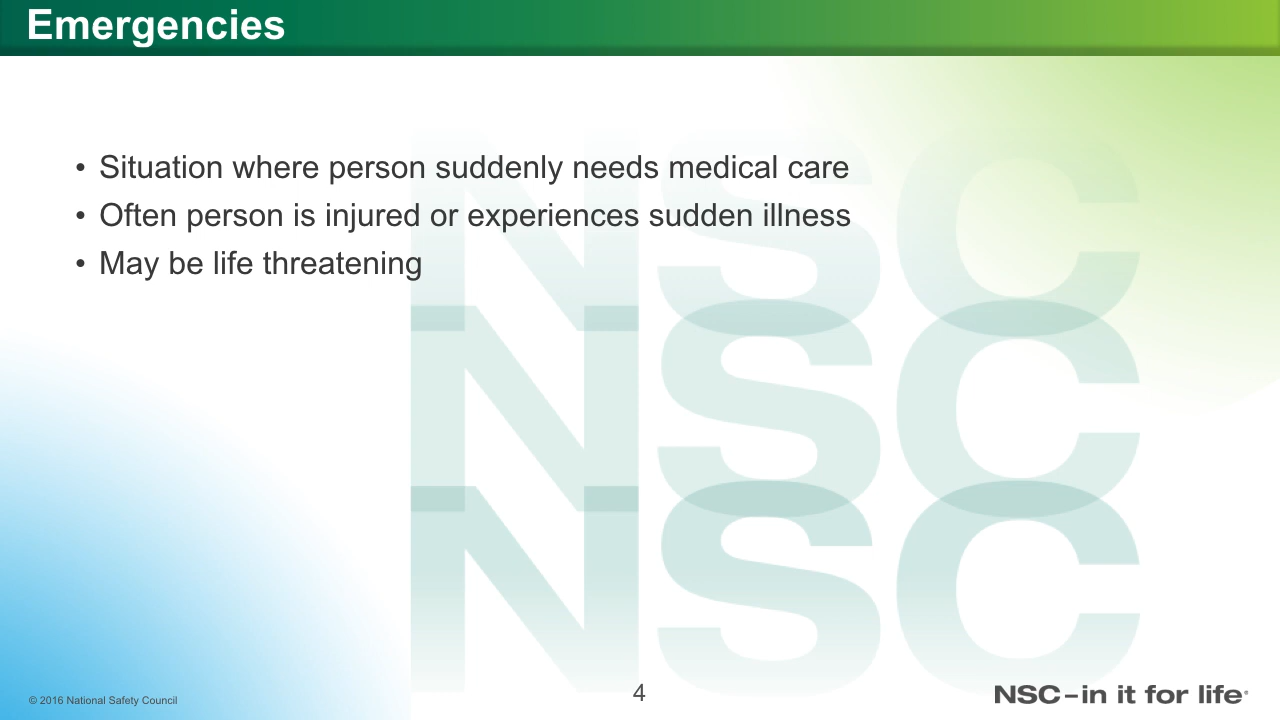 Emergencies
• Situation where person suddenly needs medical care
• Often person is injured or experiences sudden illness
• May be life threatening
NSC
NSC
NSC
© 2016 National Safety Council
4
NSC–in it for life®